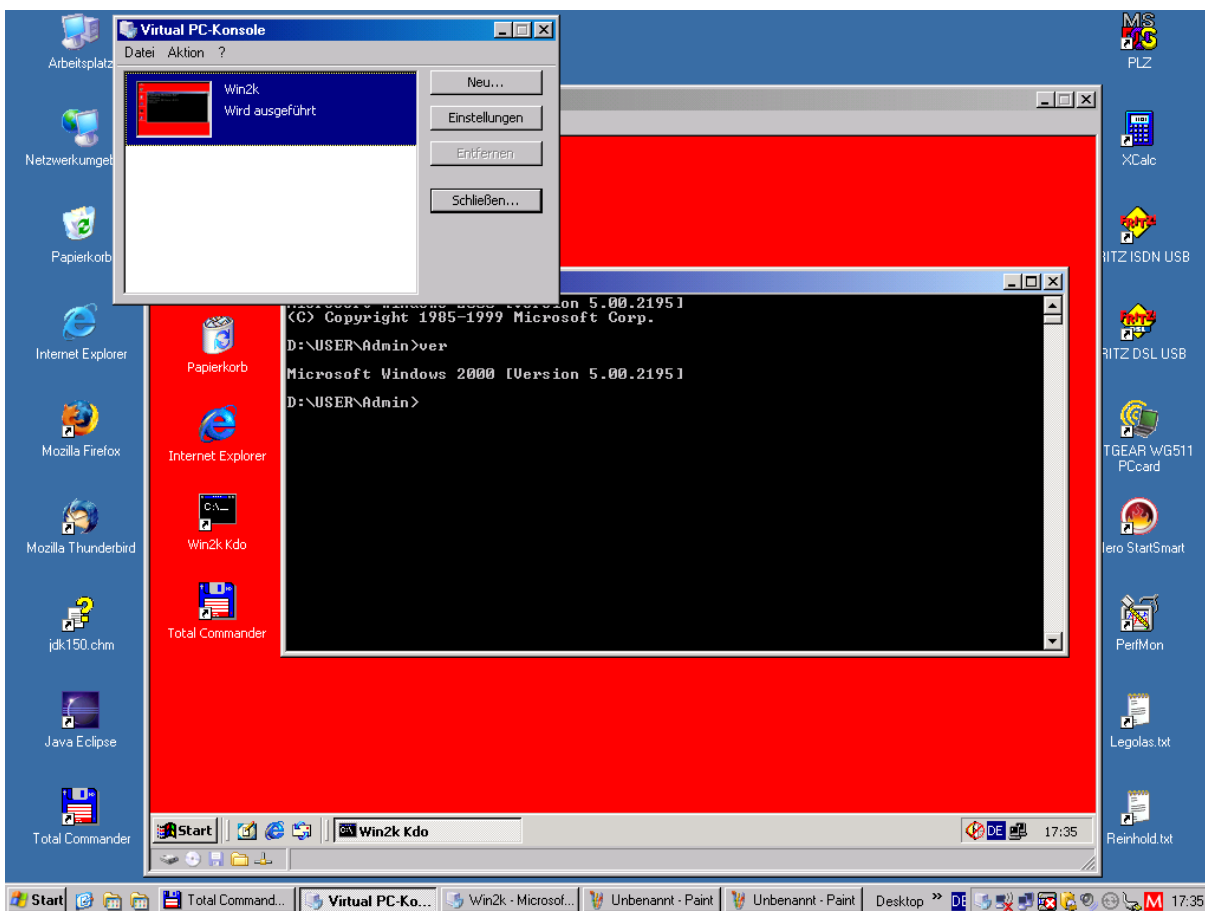 Virtual PC-Konsole
Datei Aktion ?
Win2k
Wird ausgeführt
Neu...
Einstellungen
Entfernen
Schließen...
Arbeitsplatz
Papierkorb
Internet Explorer
Mozilla Firefox
Mozilla Thunderbird
jdk150.chm
Java Eclipse
Total Commander
(C) Copyright 1985-1999 Microsoft Corp.
D:\USER\Admin>ver
Microsoft Windows 2000 [Version 5.00.2195]
D:\USER\Admin>
Papierkorb
Internet Explorer
C:\_
Win2k Kdo
Total Commander
Start
Win2k Kdo
DE
17:35
MS
PLZ
XCalc
FRITZ
RITZ ISDN USB
FRITZ
RITZ DSL USB
TGEAR WG511
PCcard
StartSmart
PerfMon
Legolas.txt
Reinhold.txt
Start
Total Command...
Virtual PC-Ko...
Win2k - Microsof...
Unbenannt - Paint
Unbenannt - Paint
Desktop »
DE
M
17:35